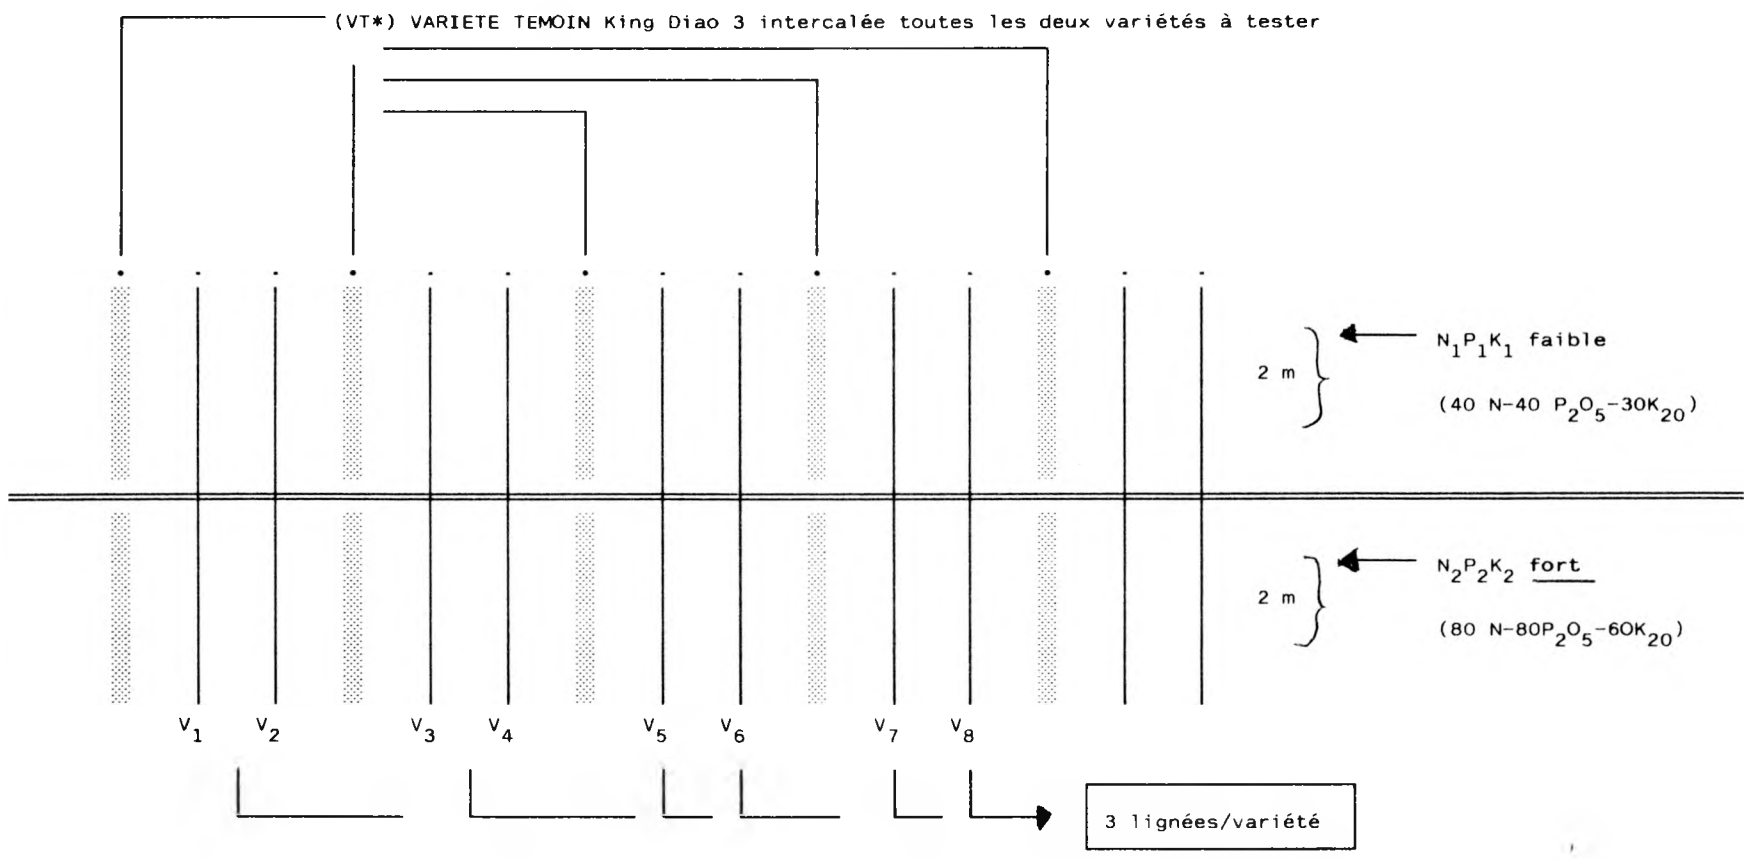 (VT*) VARIETE TEMOIN King Diao 3 intercalée toutes les deux variétés à tester
N1P1K1 faible
2 m
(40 N-40 P2O5-30K20)
N2P2K2 fort
2 m
(80 N-80P2O5-60K20)
V1 V2 V3 V4 V5 V6 V7 V8
3 lignées/variété